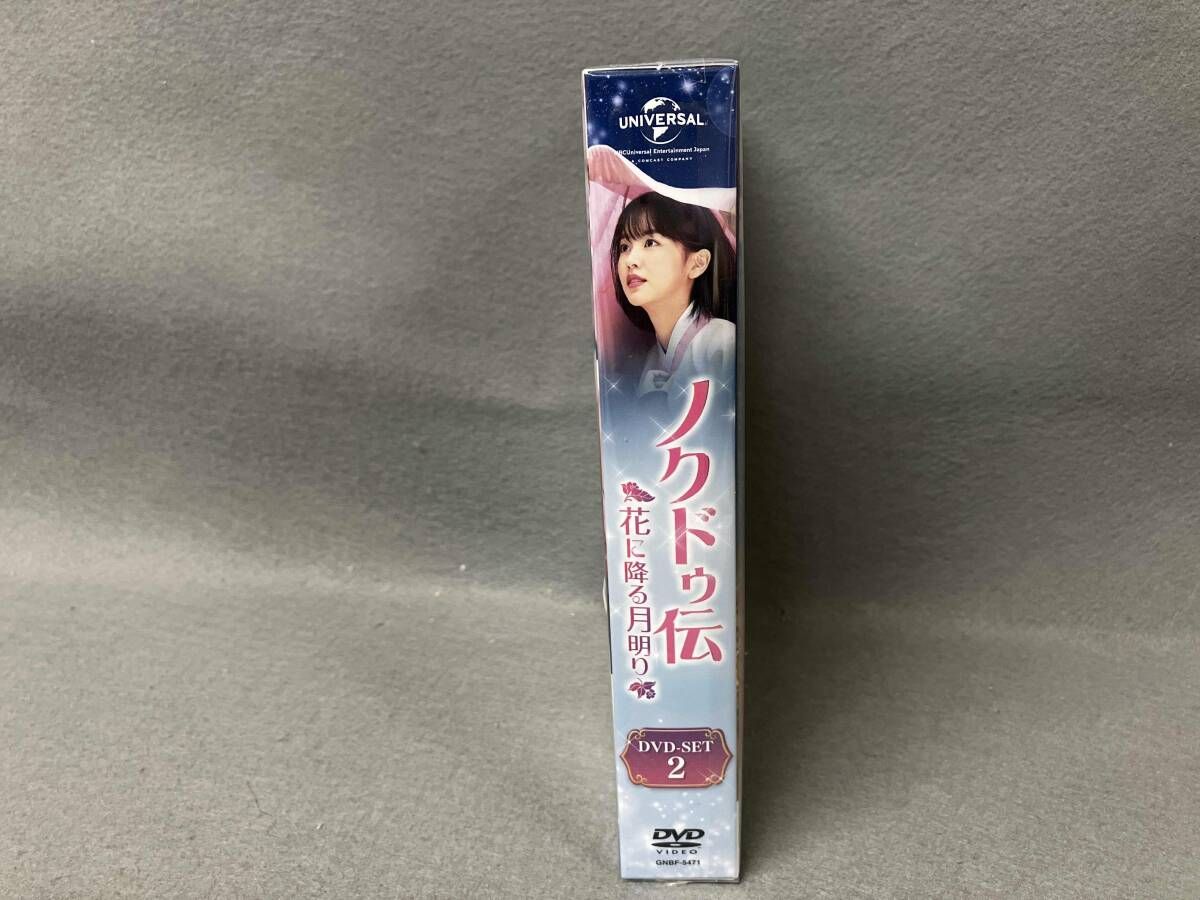 UNIVERSAL
NBCUniversal Entertainment Japan
A COMCAST COMPANY
ノクドゥ伝
花に降る月明り
DVD-SET
2
DVD
VIDEO
GNBF-5471